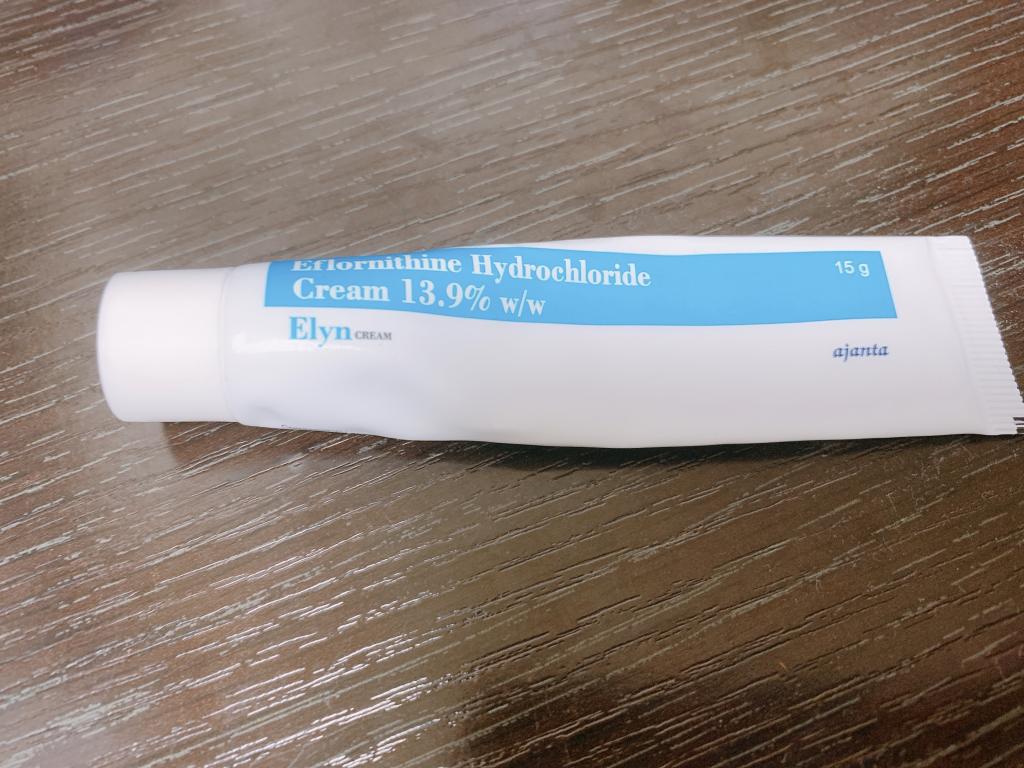 Eflornithine Hydrochloride
Cream 13.9% w/w
15 g
Elyn CREAM
ajanta